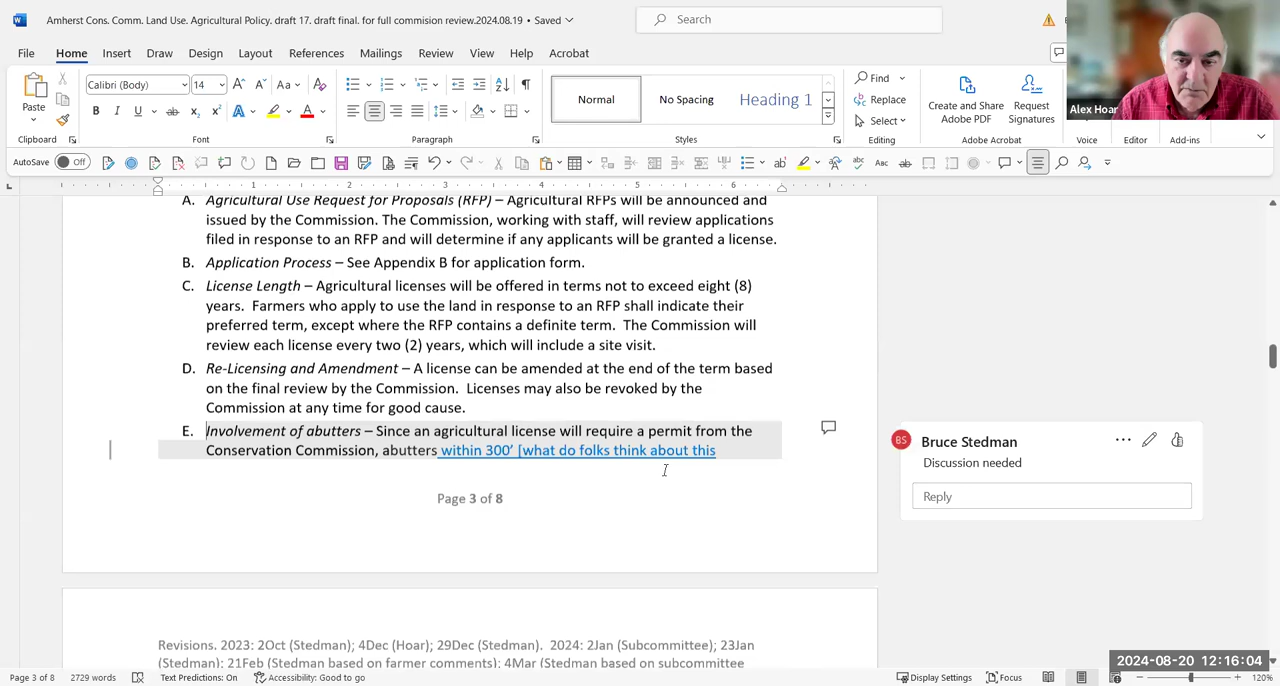 Amherst Cons. Comm. Land Use. Agricultural Policy. draft 17. draft final. for full commision review.2024.08.19 • Saved
Search
File Home Insert Draw Design Layout References Mailings Review View Help Acrobat
Paste
Calibri (Body) 14
Aa
B I U ab x₂ x²
Normal No Spacing Heading 1
Find
Replace
Select
Create and Share Adobe PDF
Request Signatures
Alex Hoar
Clipboard Font Paragraph Styles Editing Adobe Acrobat Voice Editor Add-ins
AutoSave Off
1 2 3 4 5 6
A. Agricultural Use Request for Proposals (RFP) – Agricultural RFPs will be announced and
issued by the Commission. The Commission, working with staff, will review applications
filed in response to an RFP and will determine if any applicants will be granted a license.
B. Application Process – See Appendix B for application form.
C. License Length – Agricultural licenses will be offered in terms not to exceed eight (8)
years. Farmers who apply to use the land in response to an RFP shall indicate their
preferred term, except where the RFP contains a definite term. The Commission will
review each license every two (2) years, which will include a site visit.
D. Re-Licensing and Amendment – A license can be amended at the end of the term based
on the final review by the Commission. Licenses may also be revoked by the
Commission at any time for good cause.
E. Involvement of abutters – Since an agricultural license will require a permit from the
Conservation Commission, abutters within 300’ [what do folks think about this
Page 3 of 8
BS Bruce Stedman
Discussion needed
Reply
Revisions. 2023: 2Oct (Stedman); 4Dec (Hoar); 29Dec (Stedman). 2024: 2Jan (Subcommittee); 23Jan
(Stedman); 21Feb (Stedman based on farmer comments); 4Mar (Stedman based on subcommittee
2024-08-20 12:16:04
Page 3 of 8 2729 words Text Predictions: On Accessibility: Good to go Display Settings Focus 120%